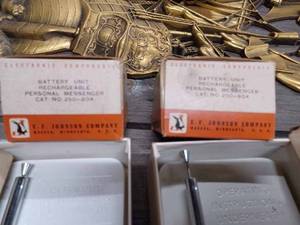 ELECTRONIC COMPONENTS
BATTERY UNIT
RECHARGEABLE
PERSONAL MESSENGER
CAT. NO. 250-804
E. F. JOHNSON COMPANY
WASECA, MINNESOTA, U.S.A.
ELECTRONIC COMPONENTS
BATTERY UNIT
RECHARGEABLE
PERSONAL MESSENGER
CAT. NO. 250-804
E. F. JOHNSON COMPANY
WASECA, MINNESOTA, U.S.A.
OPERATING